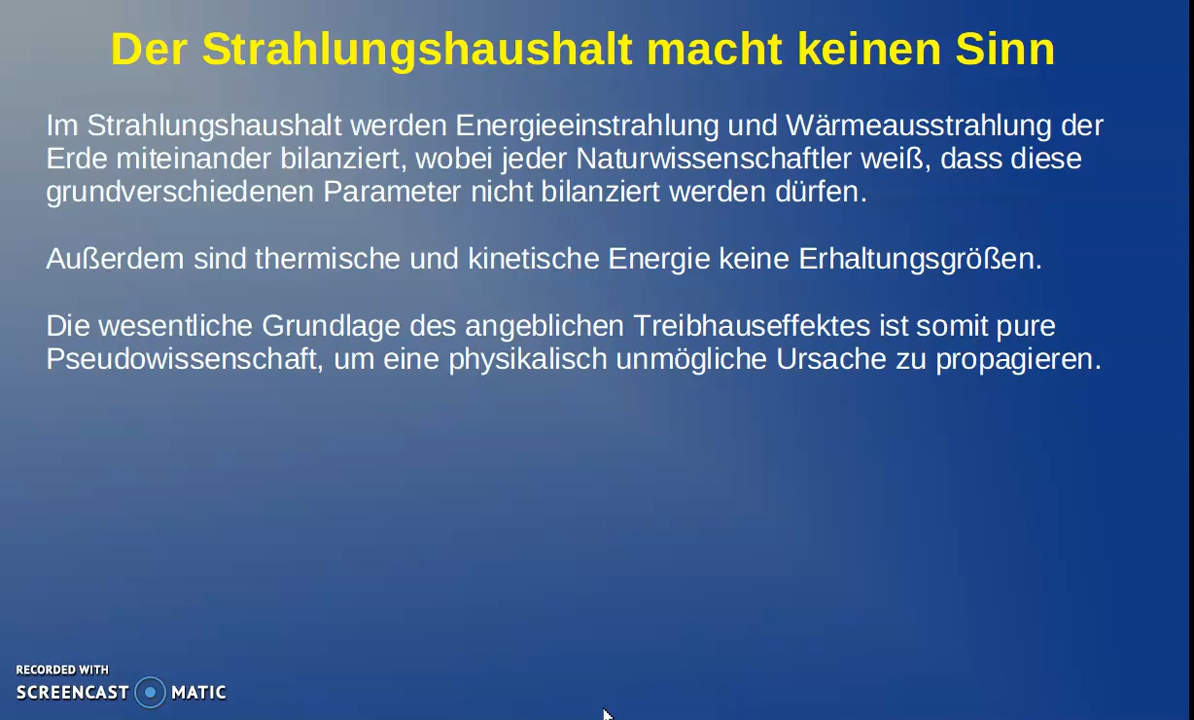 Der Strahlungshaushalt macht keinen Sinn
Im Strahlungshaushalt werden Energieeinstrahlung und Wärmeausstrahlung der
Erde miteinander bilanziert, wobei jeder Naturwissenschaftler weiß, dass diese
grundverschiedenen Parameter nicht bilanziert werden dürfen.
Außerdem sind thermische und kinetische Energie keine Erhaltungsgrößen.
Die wesentliche Grundlage des angeblichen Treibhauseffektes ist somit pure
Pseudowissenschaft, um eine physikalisch unmögliche Ursache zu propagieren.
RECORDED WITH
SCREENCAST MATIC